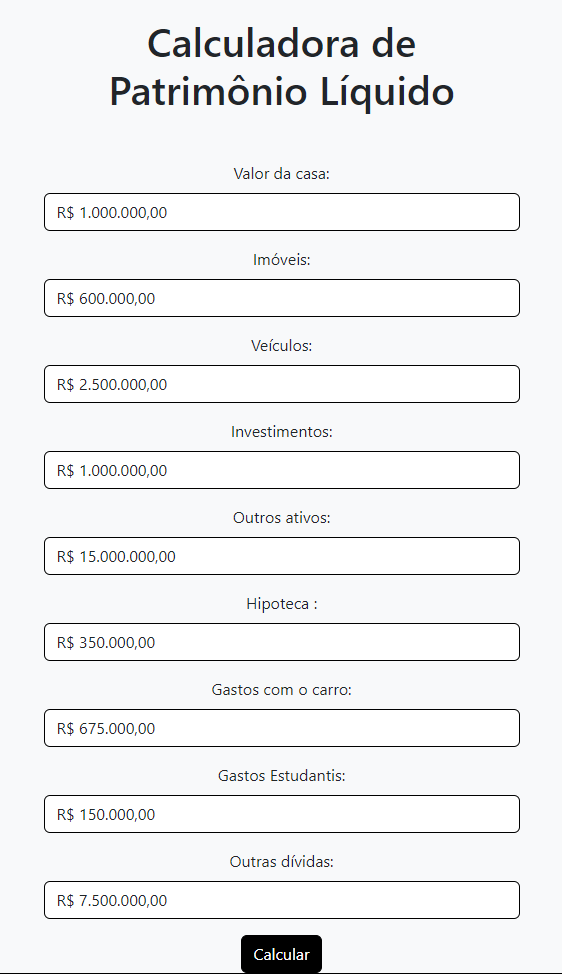 Calculadora de
Patrimônio Líquido
Valor da casa:
R$ 1.000.000,00
Imóveis:
R$ 600.000,00
Veículos:
R$ 2.500.000,00
Investimentos:
R$ 1.000.000,00
Outros ativos:
R$ 15.000.000,00
Hipoteca :
R$ 350.000,00
Gastos com o carro:
R$ 675.000,00
Gastos Estudantis:
R$ 150.000,00
Outras dívidas:
R$ 7.500.000,00
Calcular